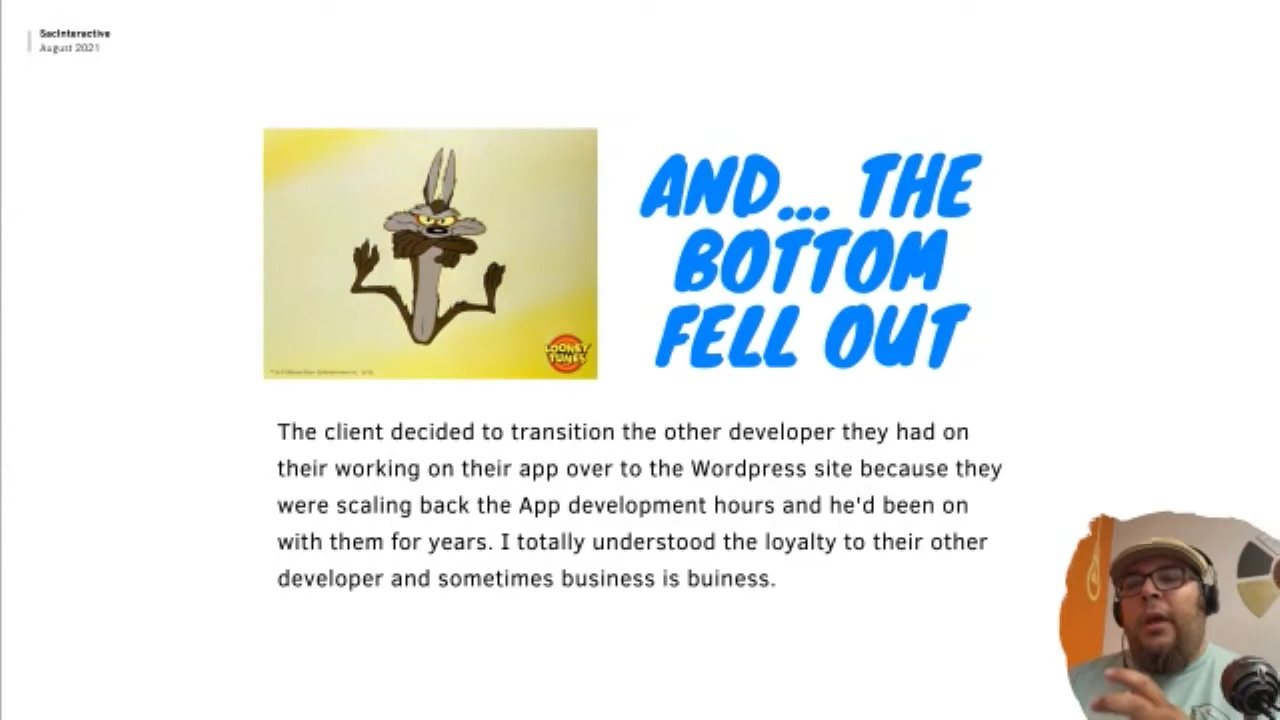 SacInteractive
August 2021
AND... THE
BOTTOM
FELL OUT
LOONEY
TUNES
The client decided to transition the other developer they had on
their working on their app over to the Wordpress site because they
were scaling back the App development hours and he'd been on
with them for years. I totally understood the loyalty to their other
developer and sometimes business is buiness.